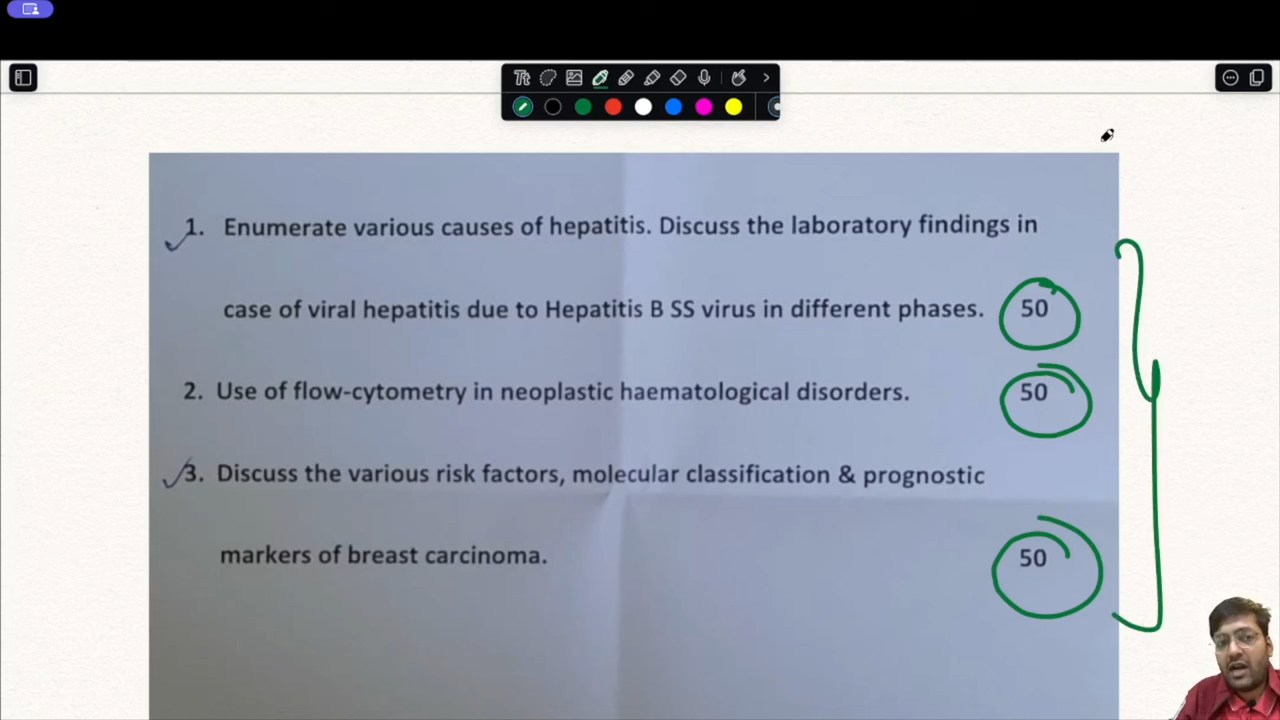 Tt
1. Enumerate various causes of hepatitis. Discuss the laboratory findings in
case of viral hepatitis due to Hepatitis B SS virus in different phases. 50
2. Use of flow-cytometry in neoplastic haematological disorders. 50
3. Discuss the various risk factors, molecular classification & prognostic
markers of breast carcinoma. 50